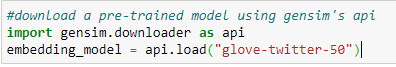 #download a pre-trained model using gensim's api
import gensim.downloader as api
embedding_model = api.load("glove-twitter-50")